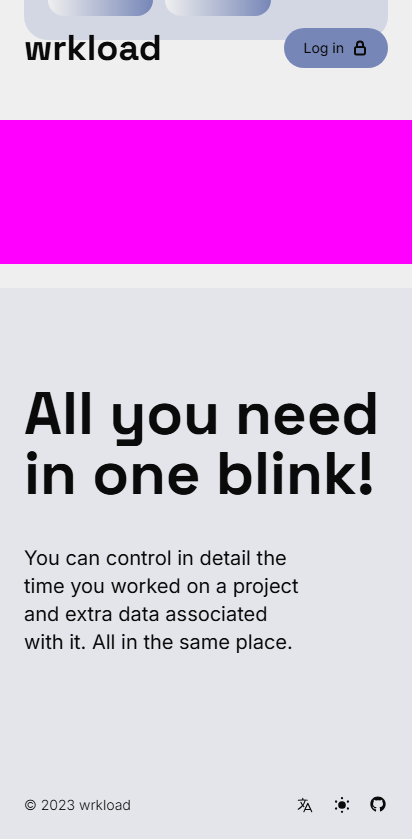 wrkload
Log in
All you need
in one blink!
You can control in detail the
time you worked on a project
and extra data associated
with it. All in the same place.
© 2023 wrkload